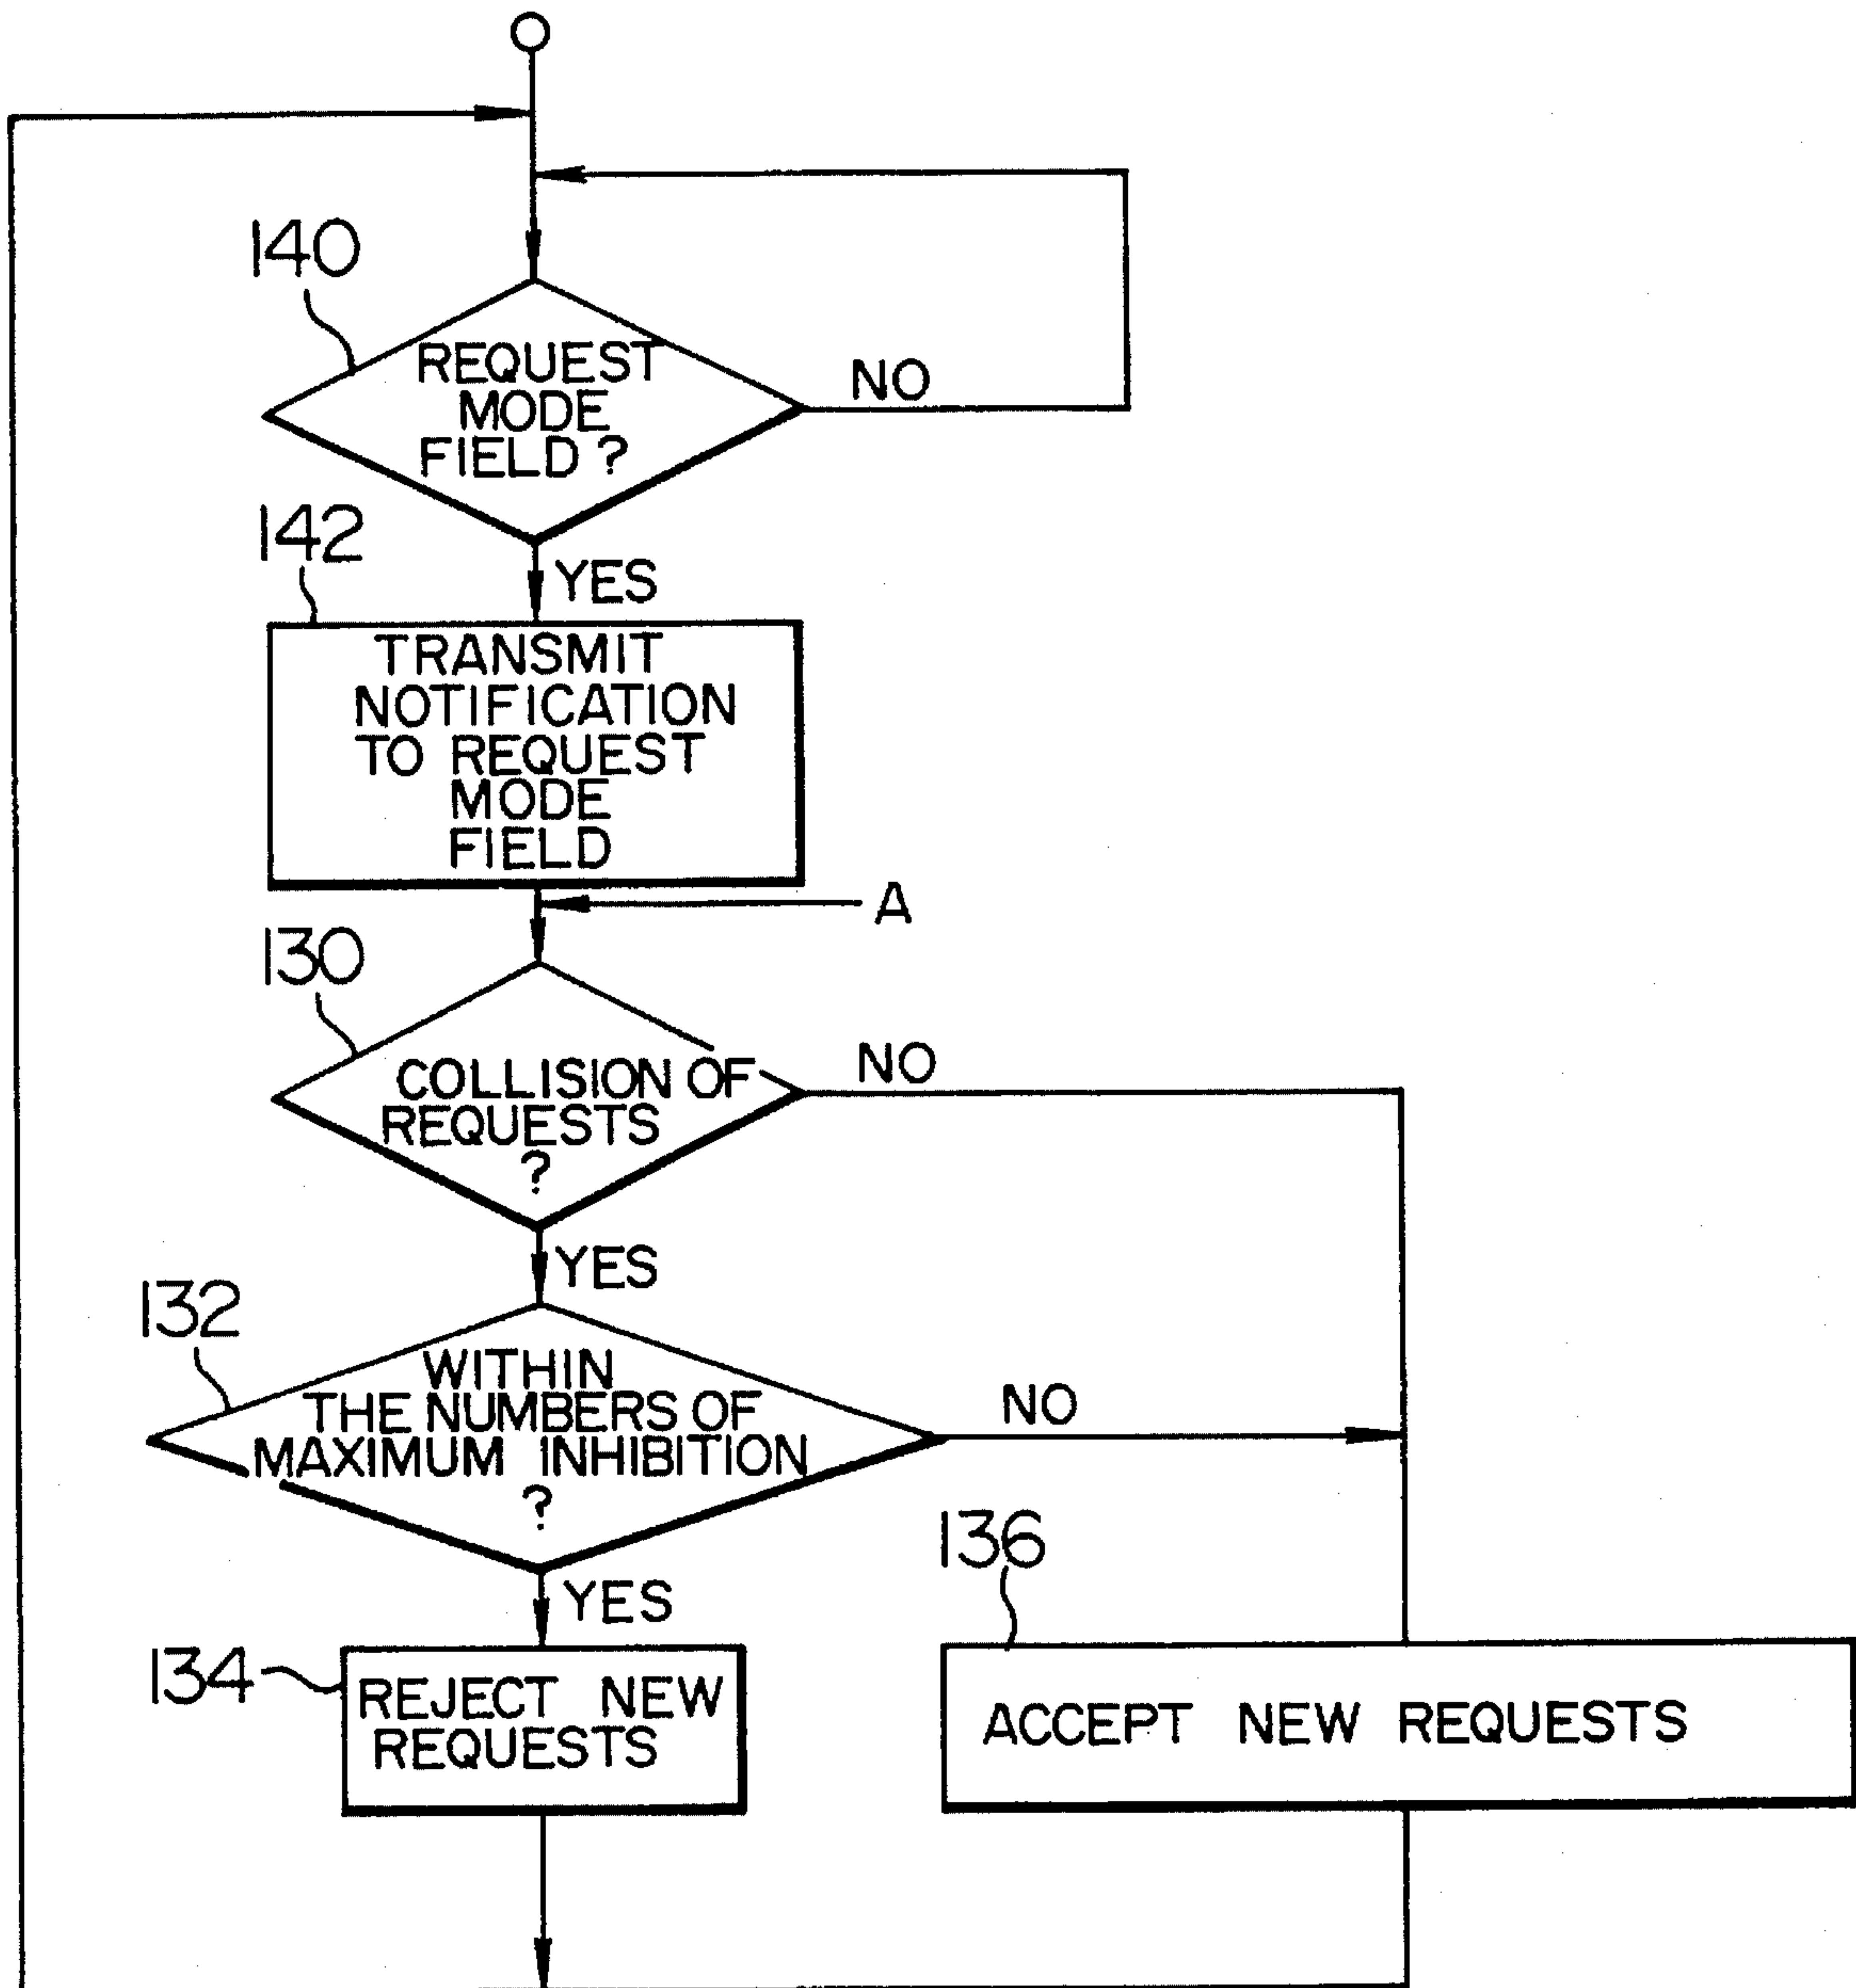 140
REQUEST
MODE
FIELD ?
NO
142
YES
TRANSMIT
NOTIFICATION
TO REQUEST
MODE
FIELD
A
130
COLLISION OF
REQUESTS
?
NO
YES
132
WITHIN
THE NUMBERS OF
MAXIMUM INHIBITION
?
NO
YES
134
REJECT NEW
REQUESTS
136
ACCEPT NEW REQUESTS